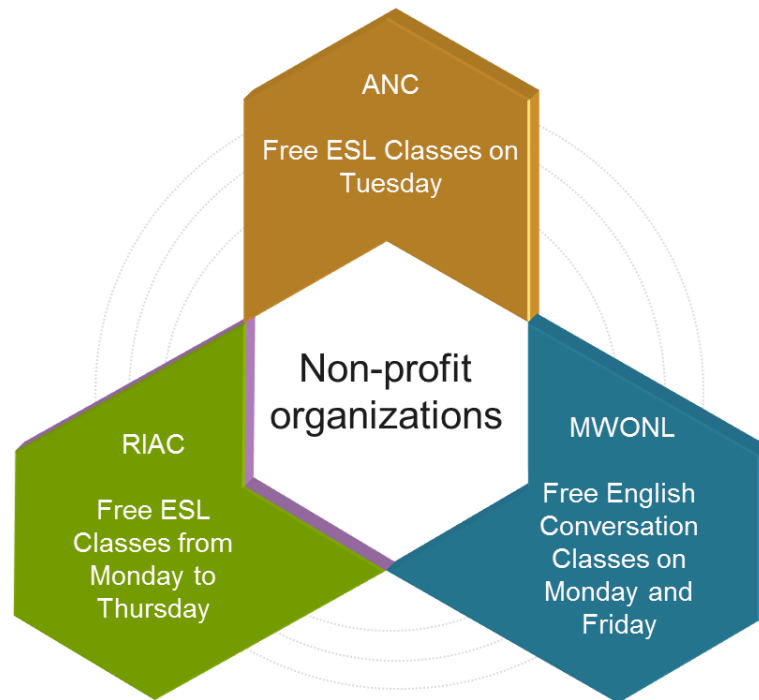 ANC
Free ESL Classes on
Tuesday
Non-profit
organizations
RIAC
Free ESL
Classes from
Monday to
Thursday
MWONL
Free English
Conversation
Classes on
Monday and
Friday